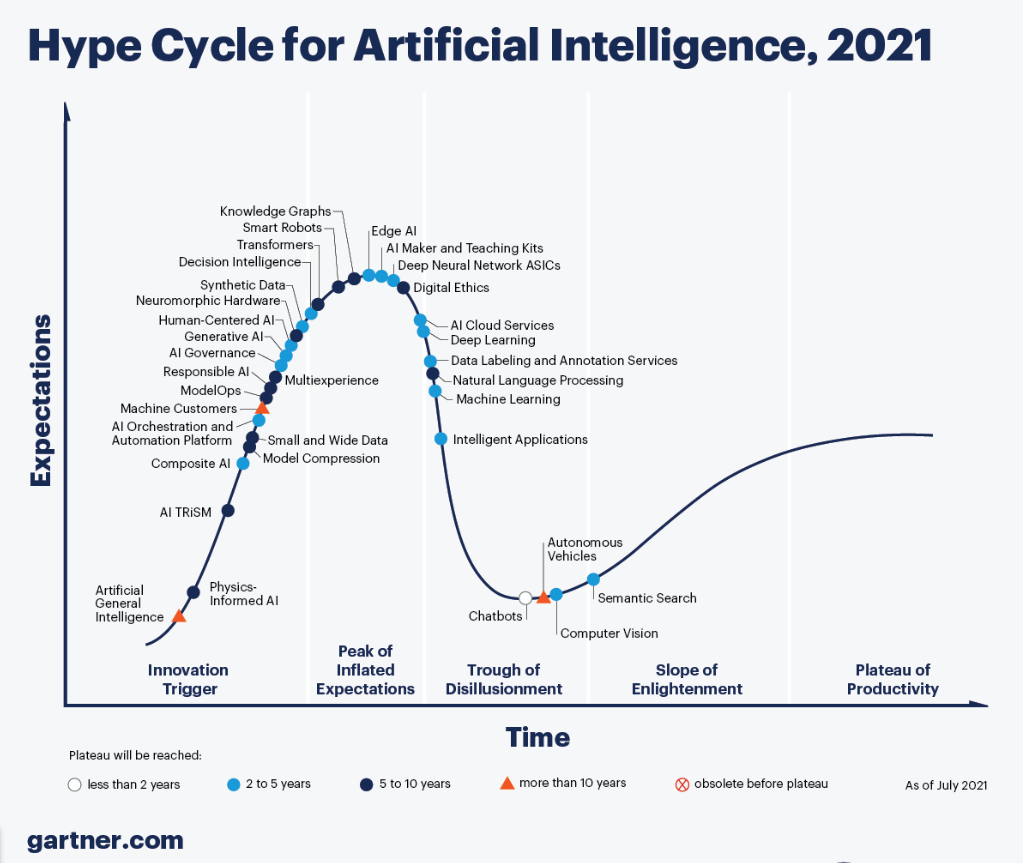 Hype Cycle for Artificial Intelligence, 2021
Expectations
Knowledge Graphs
Smart Robots
Transformers
Decision Intelligence
Synthetic Data
Neuromorphic Hardware
Human-Centered AI
Generative AI
AI Governance
Responsible AI
Multiexperience
ModelOps
Machine Customers
AI Orchestration and
Automation Platform
Small and Wide Data
Model Compression
Composite AI
AI TRiSM
Physics-
Informed AI
Artificial
General
Intelligence
Edge AI
AI Maker and Teaching Kits
Deep Neural Network ASICs
Digital Ethics
AI Cloud Services
Deep Learning
Data Labeling and Annotation Services
Natural Language Processing
Machine Learning
Intelligent Applications
Autonomous
Vehicles
Chatbots
Semantic Search
Computer Vision
Innovation
Trigger
Peak of
Inflated
Expectations
Trough of
Disillusionment
Slope of
Enlightenment
Plateau of
Productivity
Time
Plateau will be reached:
less than 2 years
2 to 5 years
5 to 10 years
more than 10 years
obsolete before plateau
As of July 2021
gartner.com